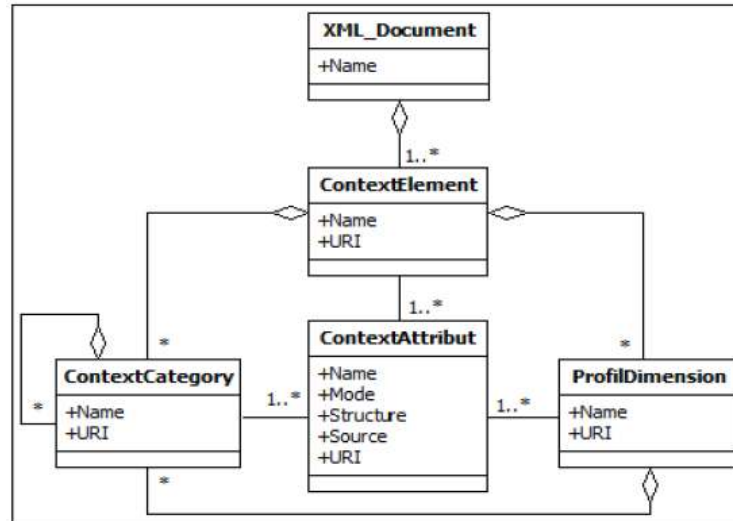 XML_Document
+Name
1..*
ContextElement
+Name
+URI
1..*
*
*
ContextAttribut
+Name
+Mode
+Structure
+Source
+URI
ContextCategory
+Name
+URI
*
1..*
1..*
ProfilDimension
+Name
+URI
*